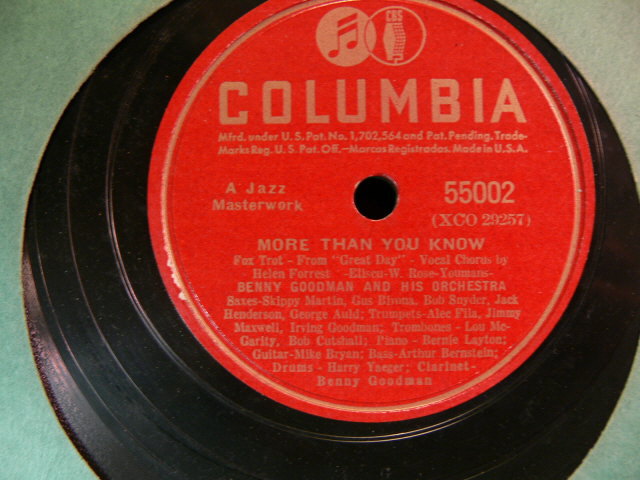 CBS
COLUMBIA
Mfrd. under U.S. Pat. No. 1,702,564 and Pat. Pending. Trade-
Marks Reg. U.S. Pat. Off.—Marcas Registradas. Made in U.S.A.
A Jazz
Masterwork
55002
(XCO 29257)
MORE THAN YOU KNOW
Fox Trot - From "Great Day" - Vocal Chorus by
Helen Forrest -Eliscu-W. Rose-Youmans-
BENNY GOODMAN AND HIS ORCHESTRA
Saxes-Skippy Martin, Gus Bivona, Bob Snyder, Jack
Henderson, George Auld; Trumpets-Alec Fila, Jimmy
Maxwell, Irving Goodman; Trombones - Lou Mc-
Garity, Bob Cutshall; Piano - Bernie Layton;
Guitar-Mike Bryan; Bass-Arthur Bernstein;
Drums - Harry Yaeger; Clarinet-
Benny Goodman